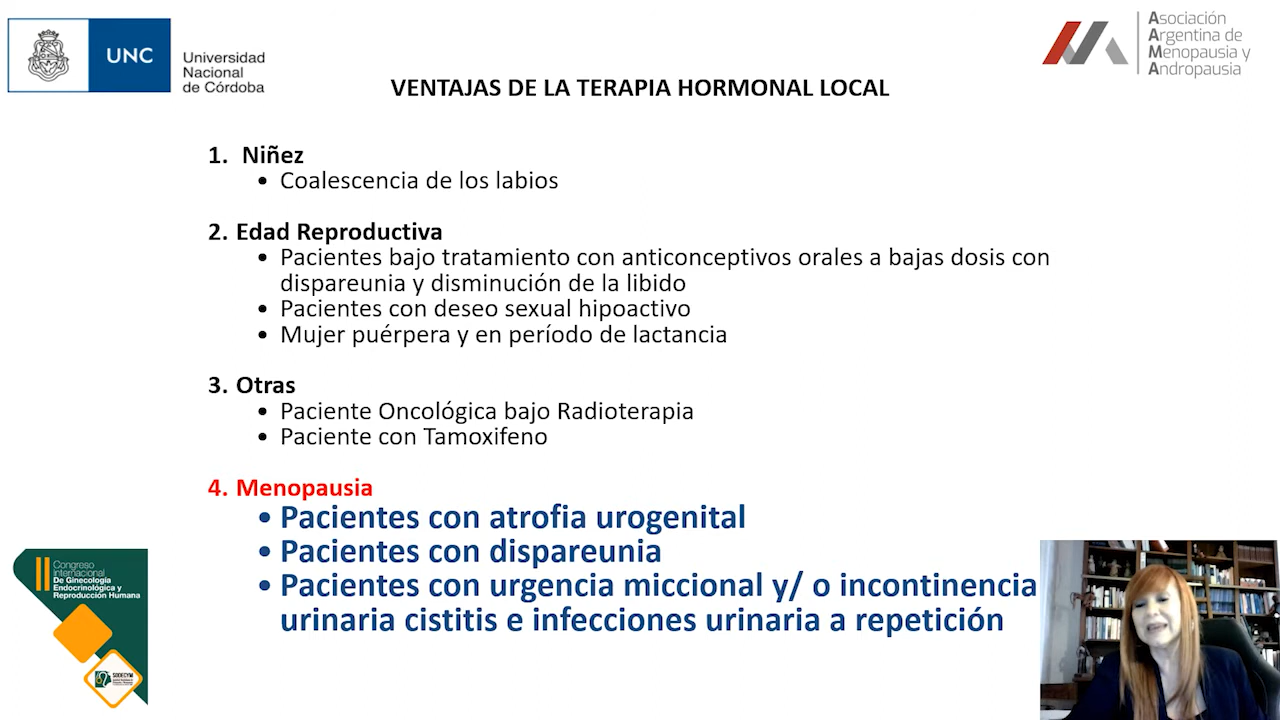 UNC
Universidad
Nacional
de Córdoba
Asociación
Argentina de
Menopausia y
Andropausia
VENTAJAS DE LA TERAPIA HORMONAL LOCAL
1. Niñez
• Coalescencia de los labios
2. Edad Reproductiva
• Pacientes bajo tratamiento con anticonceptivos orales a bajas dosis con
dispareunia y disminución de la libido
• Pacientes con deseo sexual hipoactivo
• Mujer puérpera y en período de lactancia
3. Otras
• Paciente Oncológica bajo Radioterapia
• Paciente con Tamoxifeno
4. Menopausia
• Pacientes con atrofia urogenital
• Pacientes con dispareunia
• Pacientes con urgencia miccional y/ o incontinencia
urinaria cistitis e infecciones urinaria a repetición
II Congreso
Internacional
De Ginecología
Endocrinológica y
Reproducción Humana
SODECYM